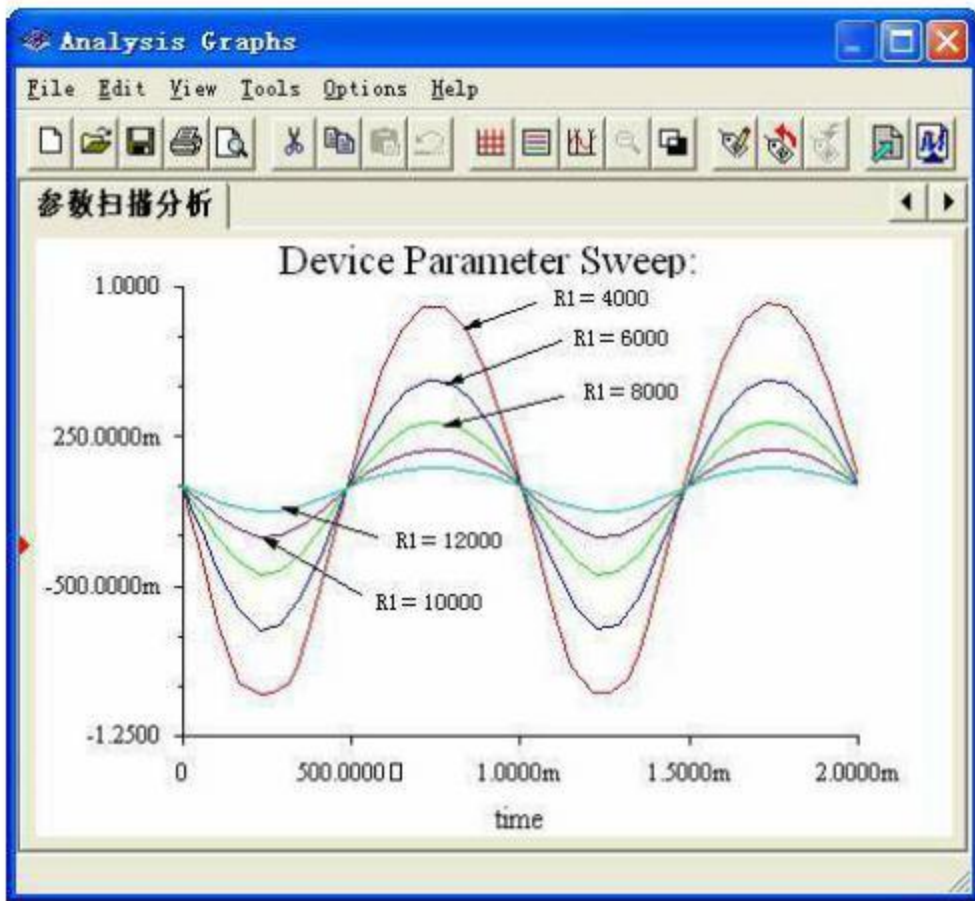 Analysis Graphs
File Edit View Tools Options Help
参数扫描分析
Device Parameter Sweep:
1.0000
250.0000m
-500.0000m
-1.2500
R1=4000
R1=6000
R1=8000
R1=12000
R1=10000
0 500.0000□ 1.0000m 1.5000m 2.0000m
time